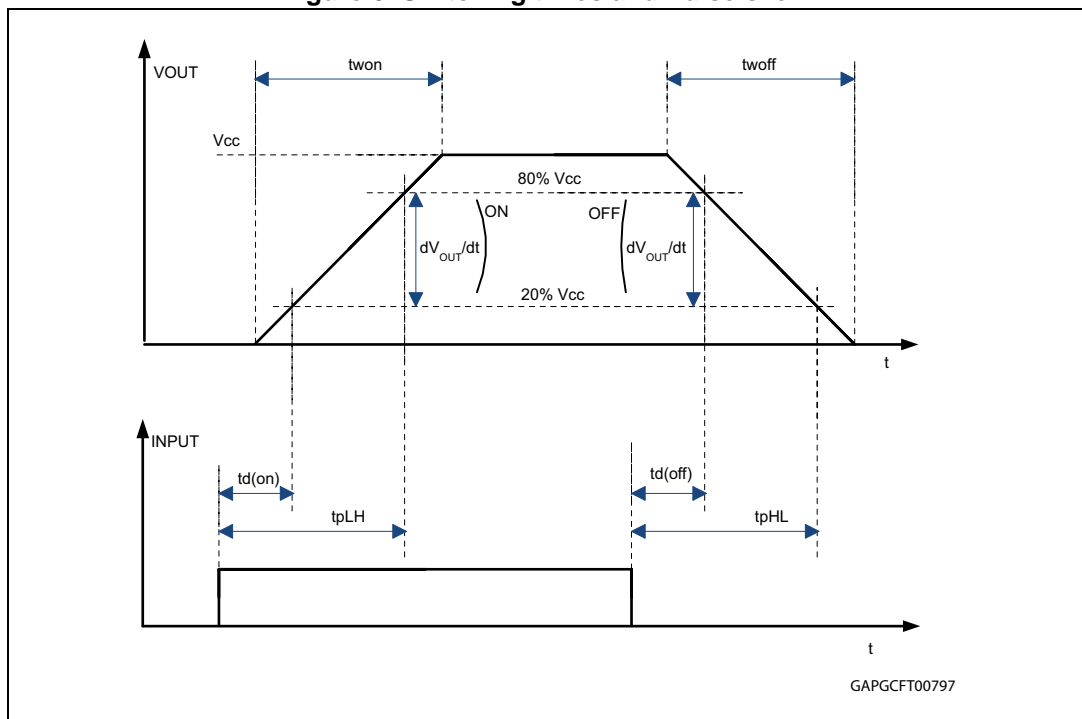 VOUT
twon
twoff
Vcc
80% Vcc
ON
OFF
dVOUT/dt
dVOUT/dt
20% Vcc
t
INPUT
td(on)
td(off)
tpLH
tpHL
t
GAPGCFT00797